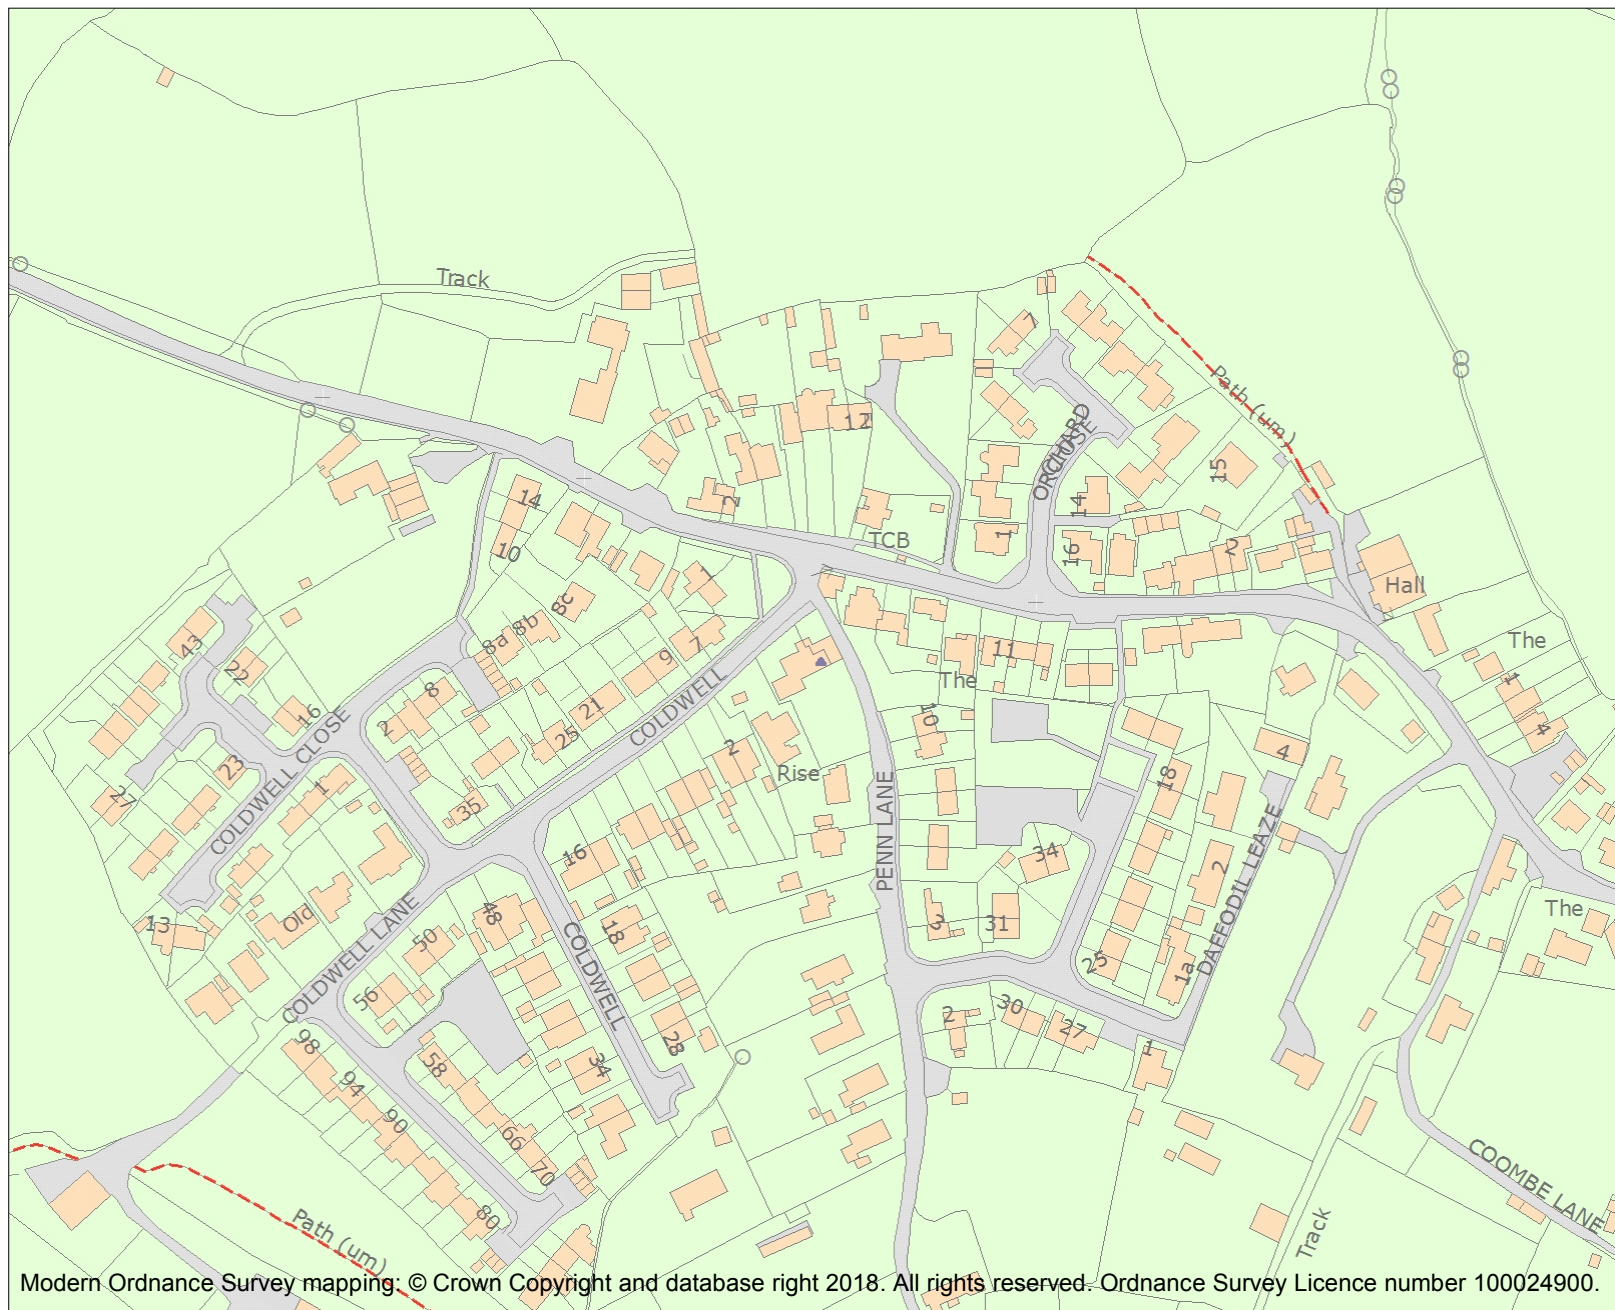 Track
7
12
ORCHARD
CLOSE
Path (um)
15
14
2
14
10
TCB
1
16
2
Hall
1
8c
8b
8a
7
9
11
The
The
1
4
43
22
16
8
2
21
25
COLDWELL
10
2
Rise
4
18
23
27
1
35
COLDWELL CLOSE
PENN LANE
DAFFODIL LEAZE
16
34
2
13
Old
48
50
18
3
31
25
1a
The
COLDWELL LANE
COLDWELL
56
2
30
27
1
98
94
90
58
66
70
80
34
28
COOMBE LANE
Track
Path (um)
Modern Ordnance Survey mapping: © Crown Copyright and database right 2018. All rights reserved. Ordnance Survey Licence number 100024900.